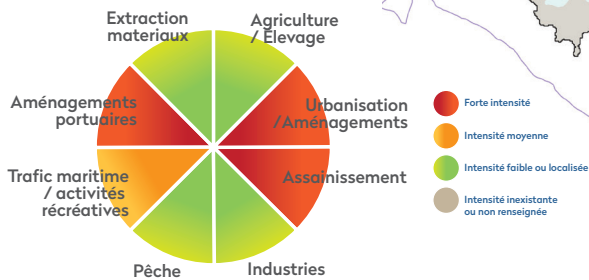 Extraction
materiaux
Agriculture
/ Élevage
Aménagements
portuaires
Urbanisation
/Aménagements
Trafic maritime
/ activités
récréatives
Assainissement
Pêche
Industries
Forte intensité
Intensité moyenne
Intensité faible ou localisée
Intensité inexistante
ou non renseignée